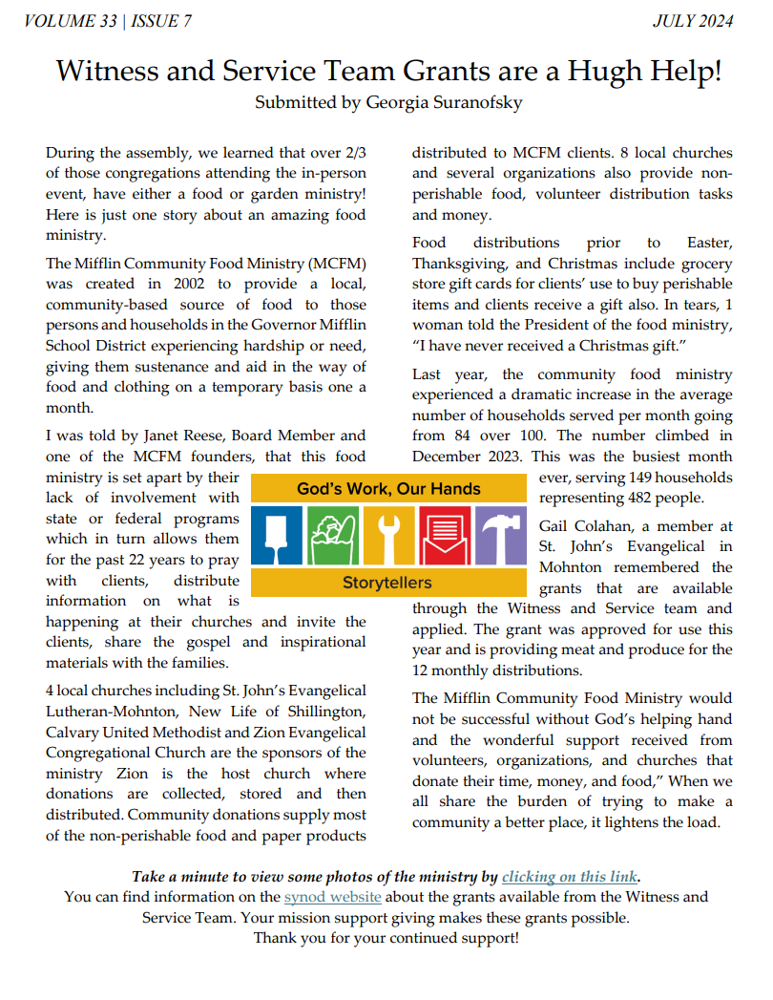 VOLUME 33 | ISSUE 7
JULY 2024
Witness and Service Team Grants are a Hugh Help!
Submitted by Georgia Suranofsky
During the assembly, we learned that over 2/3
of those congregations attending the in-person
event, have either a food or garden ministry!
Here is just one story about an amazing food
ministry.
The Mifflin Community Food Ministry (MCFM)
was created in 2002 to provide a local,
community-based source of food to those
persons and households in the Governor Mifflin
School District experiencing hardship or need,
giving them sustenance and aid in the way of
food and clothing on a temporary basis one a
month.
I was told by Janet Reese, Board Member and
one of the MCFM founders, that this food
ministry is set apart by their
lack of involvement with
state or federal programs
which in turn allows them
for the past 22 years to pray
with clients, distribute
information on what is
happening at their churches and invite the
clients, share the gospel and inspirational
materials with the families.
4 local churches including St. John's Evangelical
Lutheran-Mohnton, New Life of Shillington,
Calvary United Methodist and Zion Evangelical
Congregational Church are the sponsors of the
ministry Zion is the host church where
donations are collected, stored and then
distributed. Community donations supply most
of the non-perishable food and paper products
God's Work, Our Hands
Storytellers
distributed to MCFM clients. 8 local churches
and several organizations also provide non-
perishable food, volunteer distribution tasks
and money.
Food distributions prior to Easter,
Thanksgiving, and Christmas include grocery
store gift cards for clients' use to buy perishable
items and clients receive a gift also. In tears, 1
woman told the President of the food ministry,
"I have never received a Christmas gift."
Last year, the community food ministry
experienced a dramatic increase in the average
number of households served per month going
from 84 over 100. The number climbed in
December 2023. This was the busiest month
ever, serving 149 households
representing 482 people.
Gail Colahan, a member at
St. John's Evangelical in
Mohnton remembered the
grants that are available
through the Witness and Service team and
applied. The grant was approved for use this
year and is providing meat and produce for the
12 monthly distributions.
The Mifflin Community Food Ministry would
not be successful without God's helping hand
and the wonderful support received from
volunteers, organizations, and churches that
donate their time, money, and food," When we
all share the burden of trying to make a
community a better place, it lightens the load.
Take a minute to view some photos of the ministry by clicking on this link.
You can find information on the synod website about the grants available from the Witness and
Service Team. Your mission support giving makes these grants possible.
Thank you for your continued support!